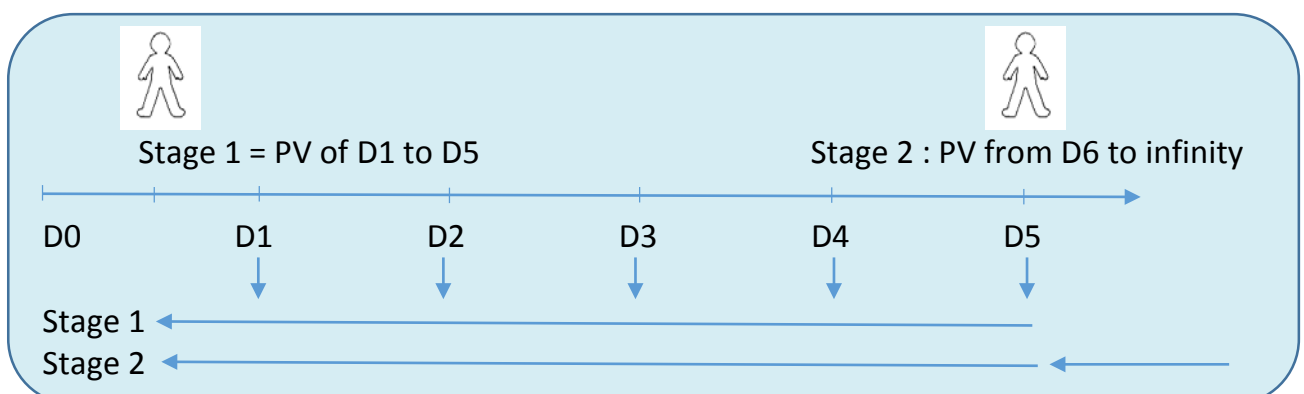 Stage 1 = PV of D1 to D5
Stage 2 : PV from D6 to infinity
D0 D1 D2 D3 D4 D5
Stage 1
Stage 2